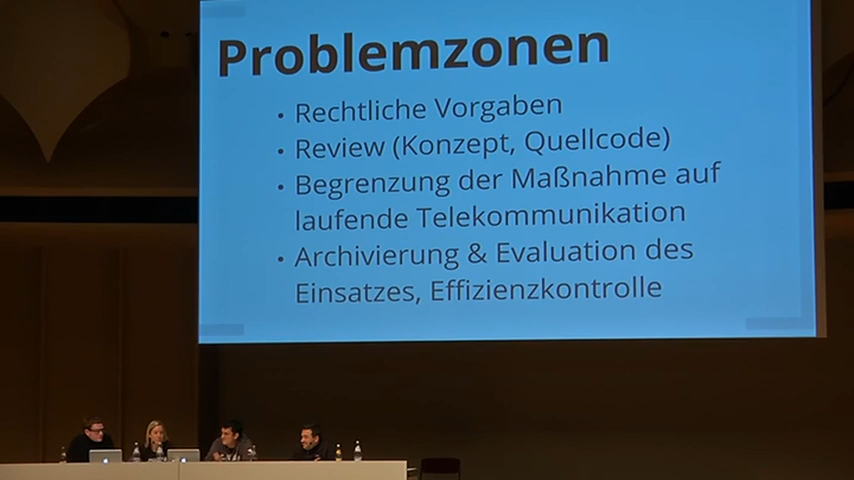 Problemzonen
• Rechtliche Vorgaben
• Review (Konzept, Quellcode)
• Begrenzung der Maßnahme auf
laufende Telekommunikation
• Archivierung & Evaluation des
Einsatzes, Effizienzkontrolle